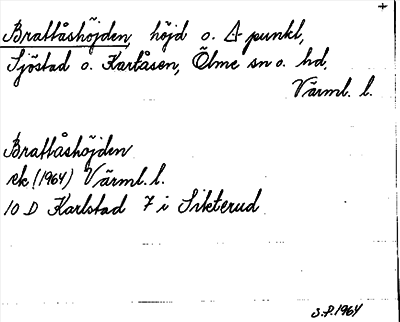 +
Brattåshöjden, höjd o. Δ punkt,
Sjöstad o. Kartåsen, Ölme sn o. hd.
Värml. l.
Brattåshöjden
ek (1964) Värml. l.
10 D Karlstad 7 i Sikterud
S.P. 1964